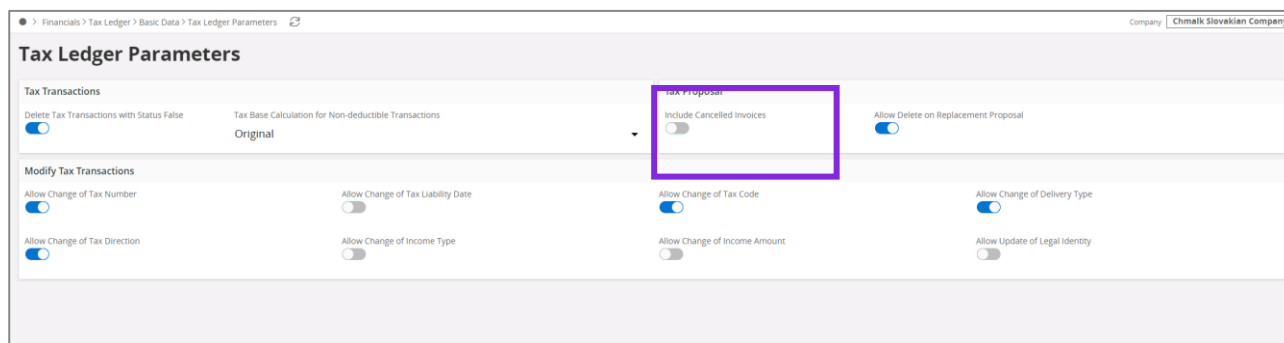 > Financials > Tax Ledger > Basic Data > Tax Ledger Parameters
Company Chmalk Slovakian Company
Tax Ledger Parameters
Tax Transactions
Tax Proposal
Delete Tax Transactions with Status False
Tax Base Calculation for Non-deductible Transactions
Original
Include Cancelled Invoices
Allow Delete on Replacement Proposal
Modify Tax Transactions
Allow Change of Tax Number
Allow Change of Tax Liability Date
Allow Change of Tax Code
Allow Change of Delivery Type
Allow Change of Tax Direction
Allow Change of Income Type
Allow Change of Income Amount
Allow Update of Legal Identity